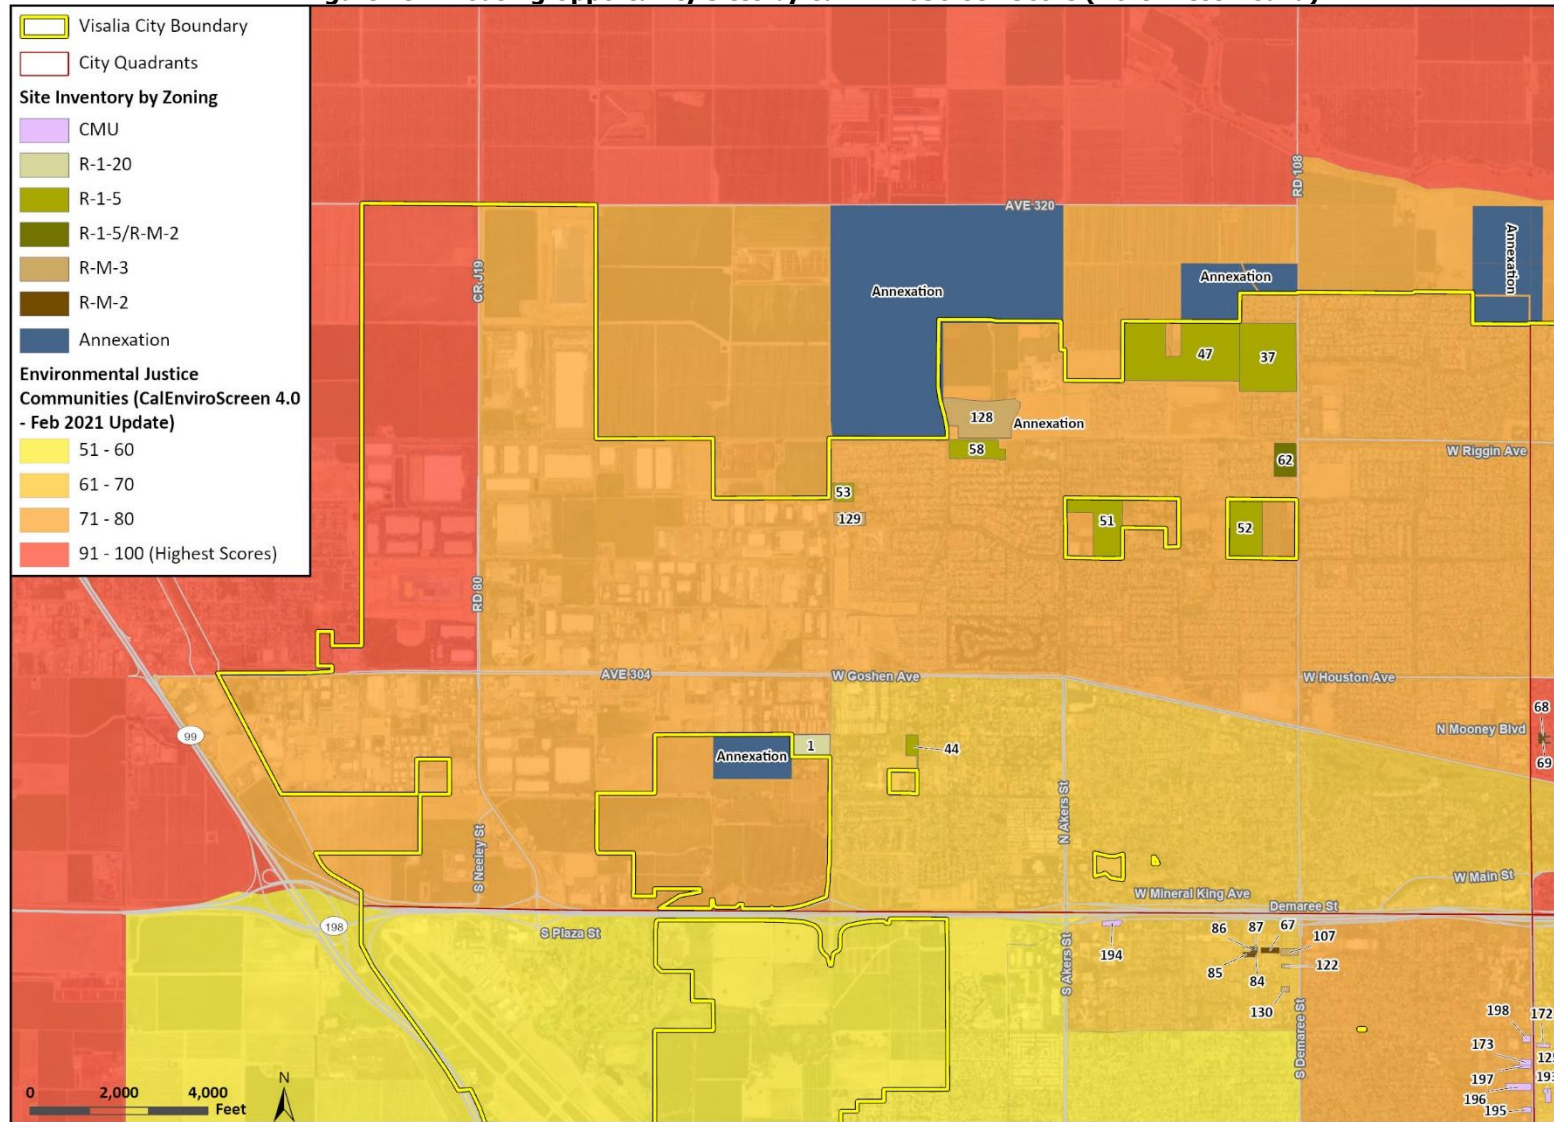 Visalia City Boundary
City Quadrants
Site Inventory by Zoning
CMU
R-1-20
R-1-5
R-1-5/R-M-2
R-M-3
R-M-2
Annexation
Environmental Justice
Communities (CalEnviroScreen 4.0
- Feb 2021 Update)
51 - 60
61 - 70
71 - 80
91 - 100 (Highest Scores)
RD 108
AVE 320
Annexation
Annexation
Annexation
CR J19
47
37
128
Annexation
58
62
W Riggin Ave
53
129
51
52
RD 80
AVE 304
W Goshen Ave
W Houston Ave
68
N Mooney Blvd
69
99
Annexation
1
44
N Akers St
S Neeley St
W Main St
W Mineral King Ave
Demaree St
198
S Plaza St
194
S Akers St
86
87
67
107
85
84
122
130
S Demaree St
198
172
173
125
197
193
196
195
0
2,000
4,000
Feet
N